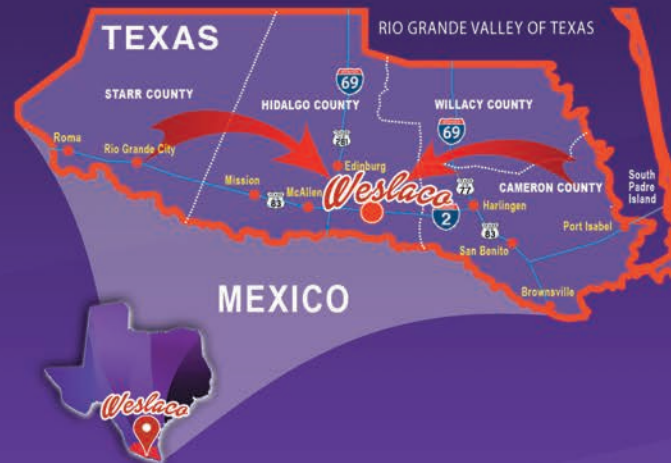 TEXAS
RIO GRANDE VALLEY OF TEXAS
69
STARR COUNTY
HIDALGO COUNTY
WILLACY COUNTY
69
281
Roma
Rio Grande City
Edinburg
Mission
McAllen
83
Weslaco
77
CAMERON COUNTY
South
Padre
Island
Harlingen
2
83
Port Isabel
San Benito
Brownsville
MEXICO
Weslaco